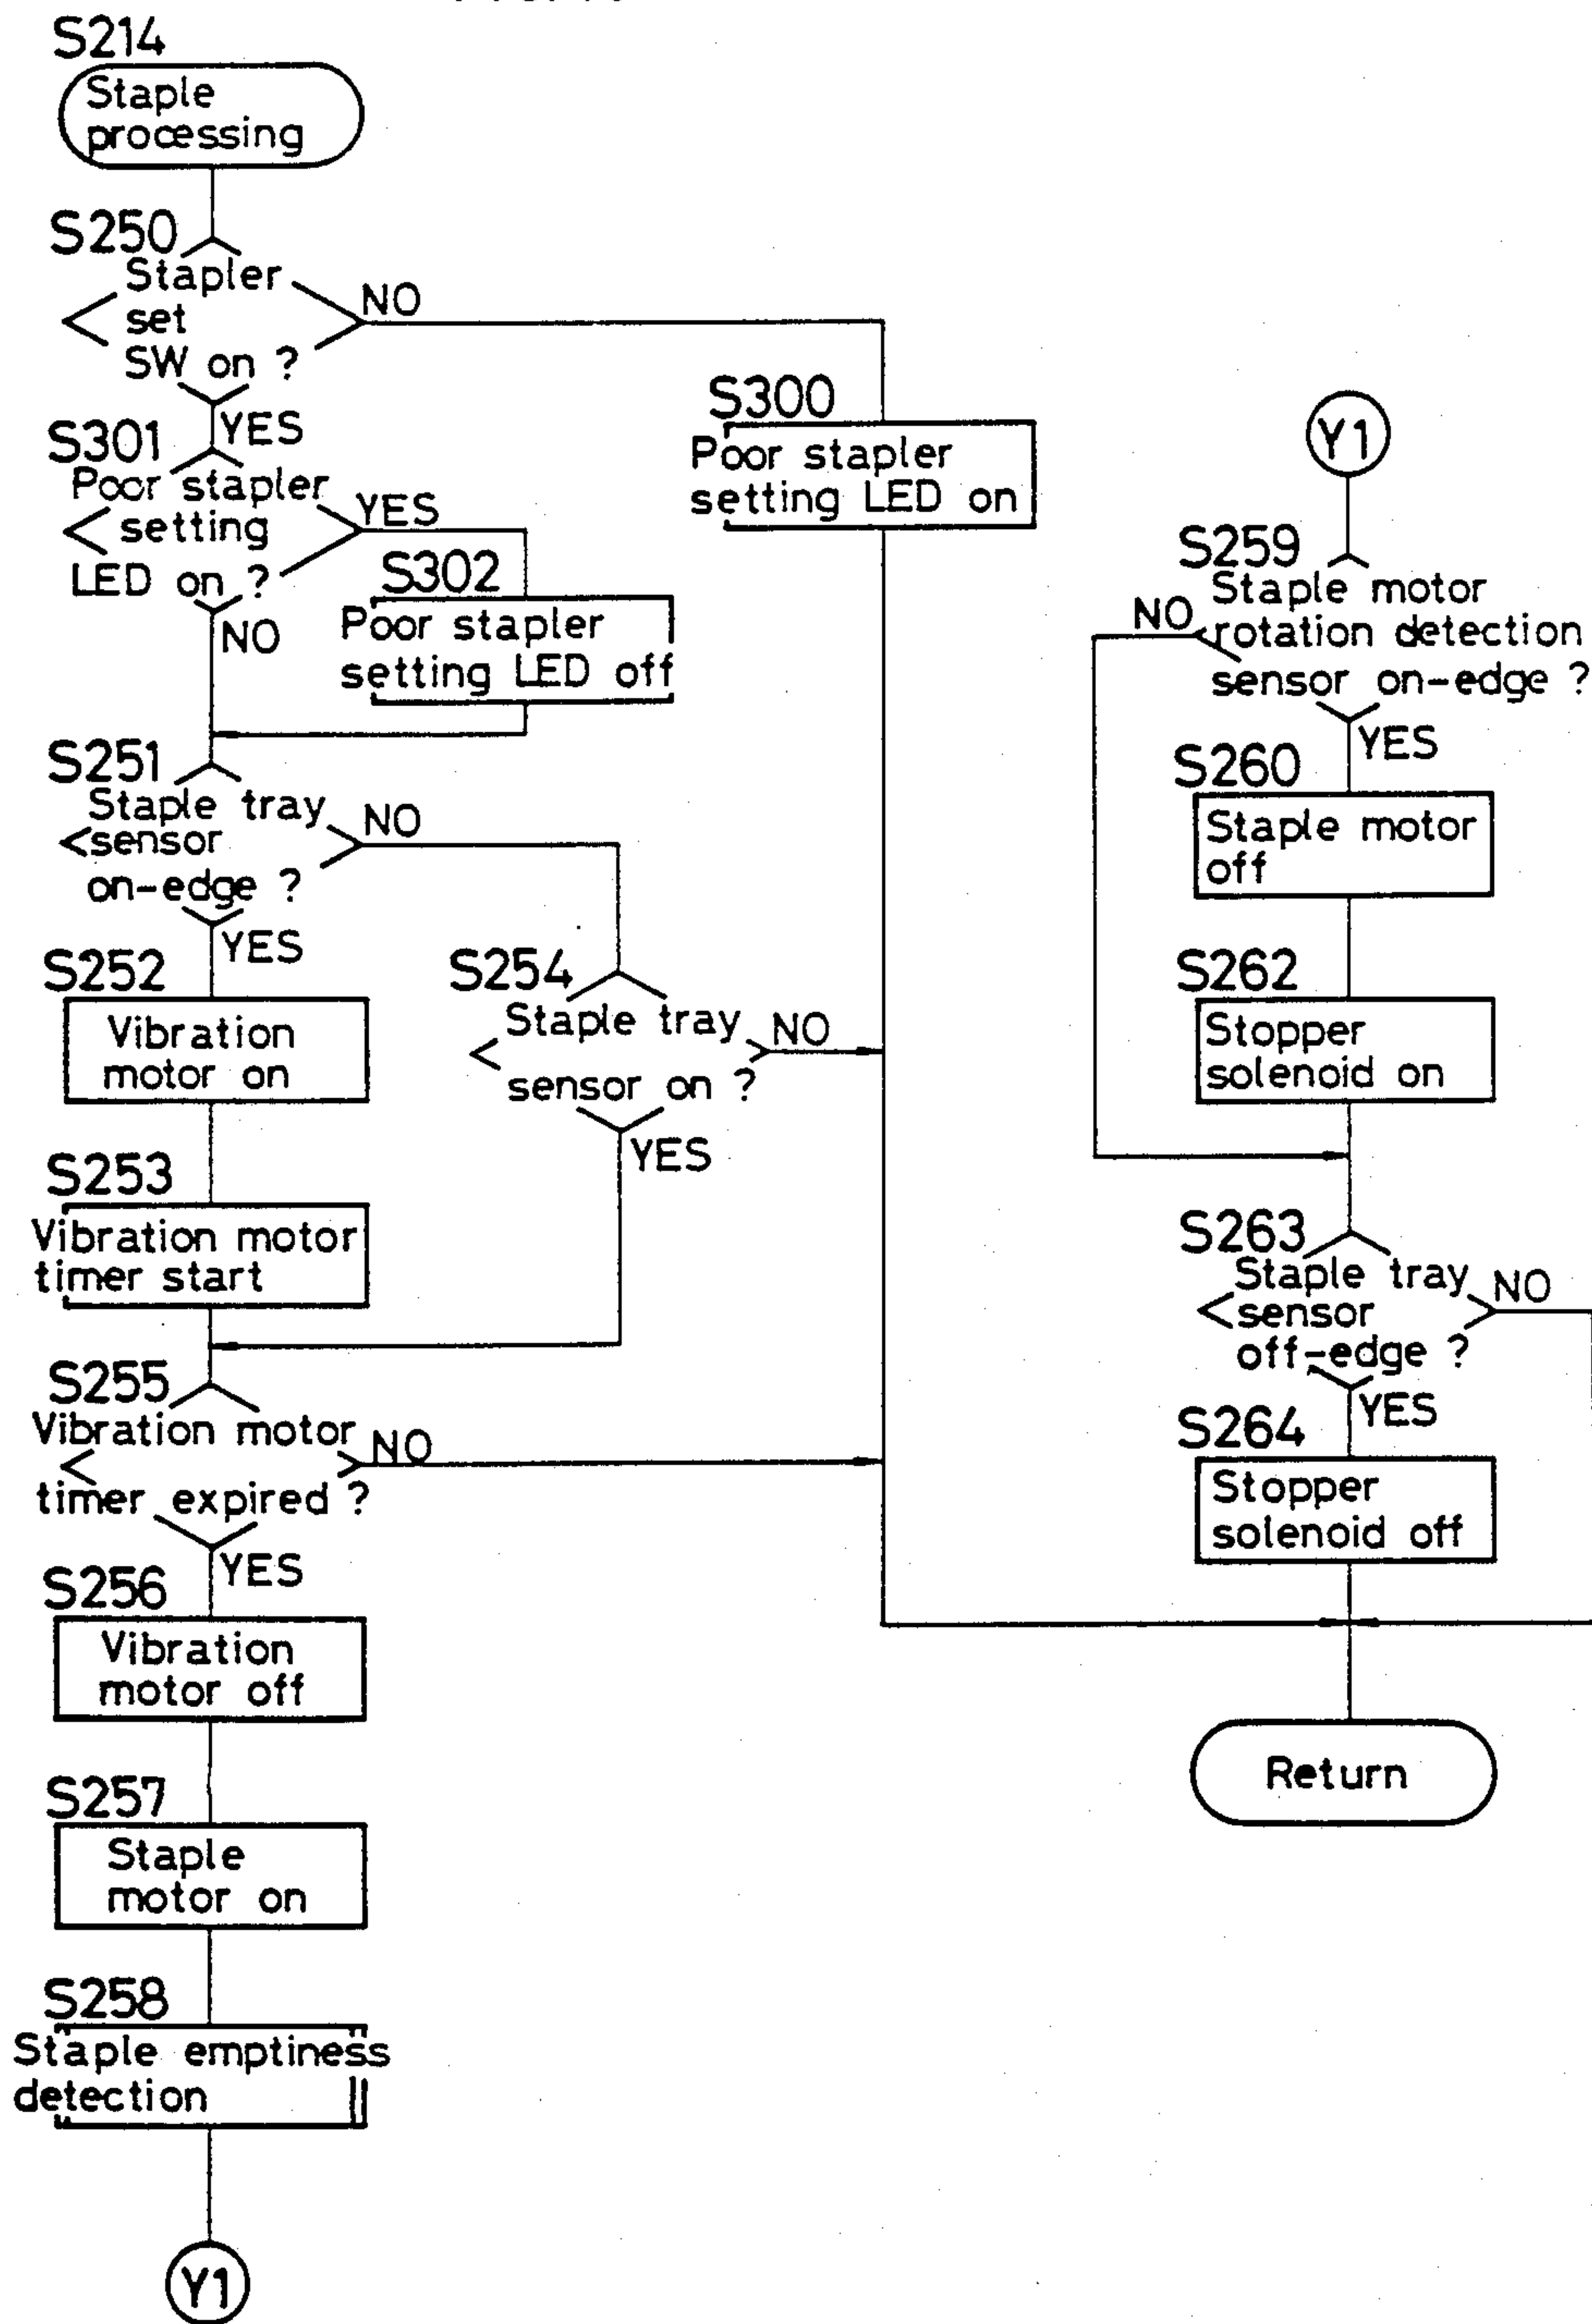 S214
Staple
processing
S250
Stapler
set
SW on ?
NO
YES
S301
Poor stapler
setting
LED on ?
YES
NO
S302
Poor stapler
setting LED off
S300
Poor stapler
setting LED on
S251
Staple tray
sensor
on-edge ?
NO
YES
S252
Vibration
motor on
S253
Vibration motor
timer start
S254
Staple tray
sensor on ?
NO
YES
S255
Vibration motor
timer expired ?
NO
YES
S256
Vibration
motor off
S257
Staple
motor on
S258
Staple emptiness
detection
Y1
Y1
S259
Staple motor
rotation detection
sensor on-edge ?
NO
YES
S260
Staple motor
off
S262
Stopper
solenoid on
S263
Staple tray
sensor
off-edge ?
NO
YES
S264
Stopper
solenoid off
Return